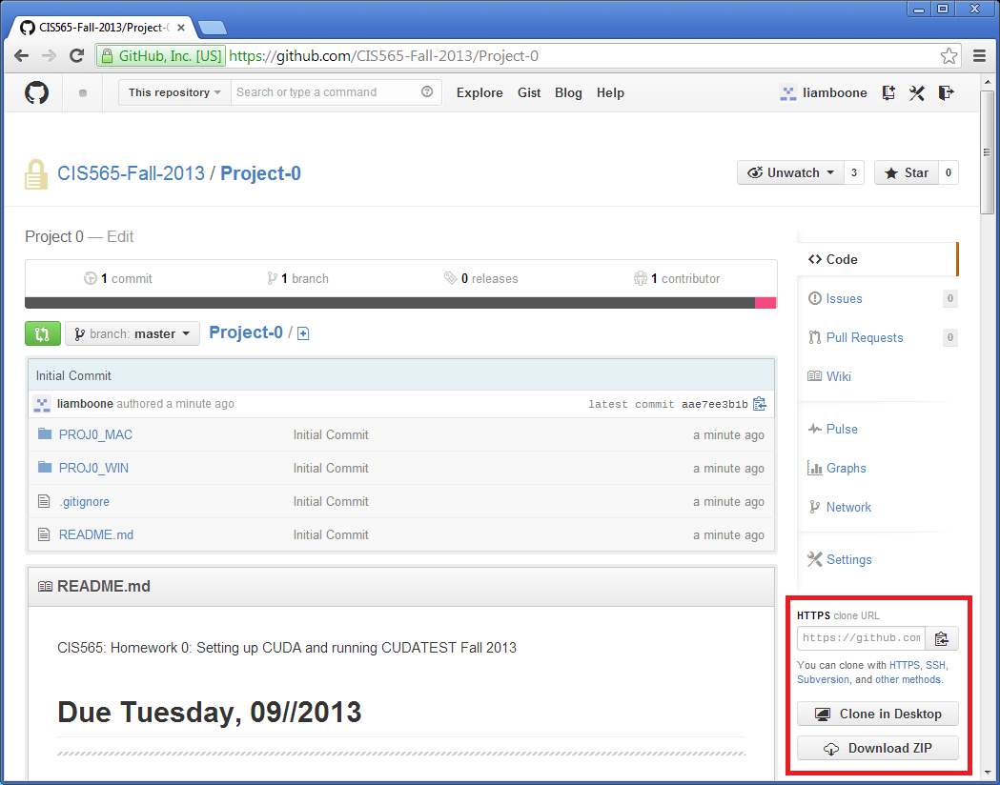 CIS565-Fall-2013/Project-
GitHub, Inc. [US] https://github.com/CIS565-Fall-2013/Project-0
This repository Search or type a command Explore Gist Blog Help liamboone
CIS565-Fall-2013 / Project-0
Unwatch 3 Star 0
Project 0 — Edit
1 commit 1 branch 0 releases 1 contributor
branch: master Project-0 /
Initial Commit
liamboone authored a minute ago latest commit aae7ee3b1b
PROJ0_MAC Initial Commit a minute ago
PROJ0_WIN Initial Commit a minute ago
.gitignore Initial Commit a minute ago
README.md Initial Commit a minute ago
README.md
CIS565: Homework 0: Setting up CUDA and running CUDATEST Fall 2013
Due Tuesday, 09//2013
Code
Issues 0
Pull Requests 0
Wiki
Pulse
Graphs
Network
Settings
HTTPS clone URL
https://github.com
You can clone with HTTPS, SSH,
Subversion, and other methods.
Clone in Desktop
Download ZIP